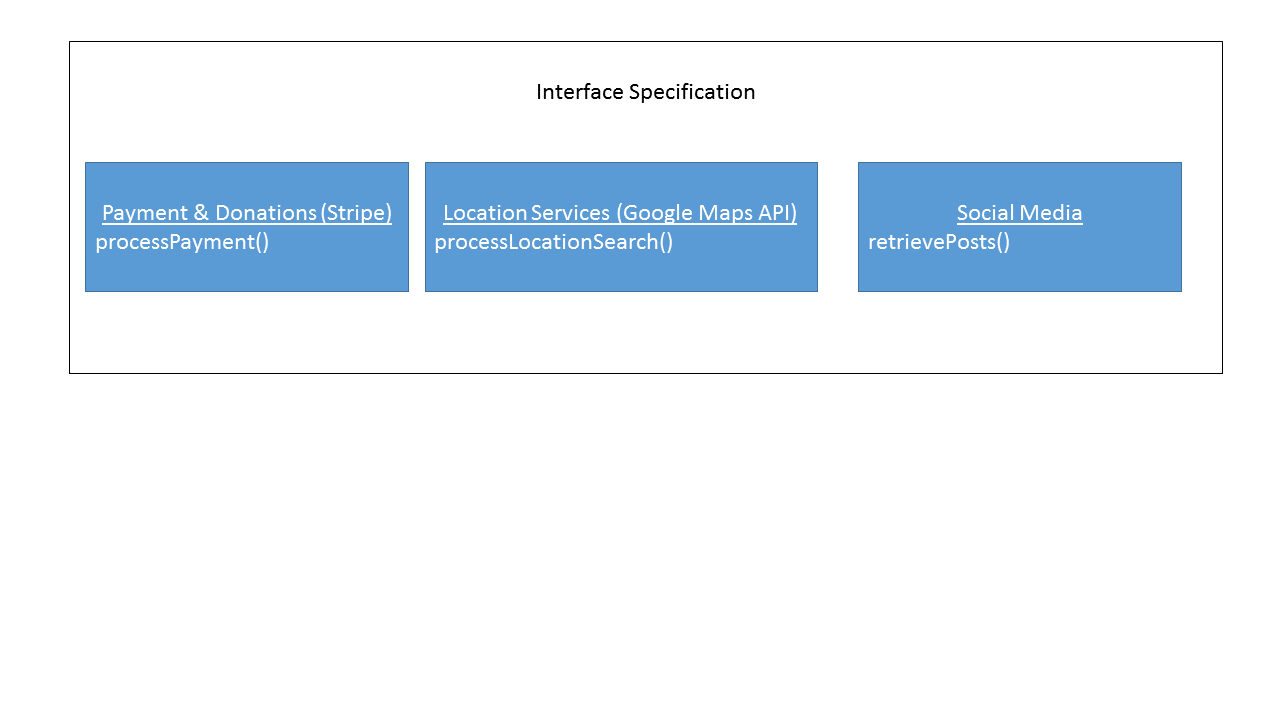 Interface Specification
Payment & Donations (Stripe)
processPayment()
Location Services (Google Maps API)
processLocationSearch()
Social Media
retrievePosts()